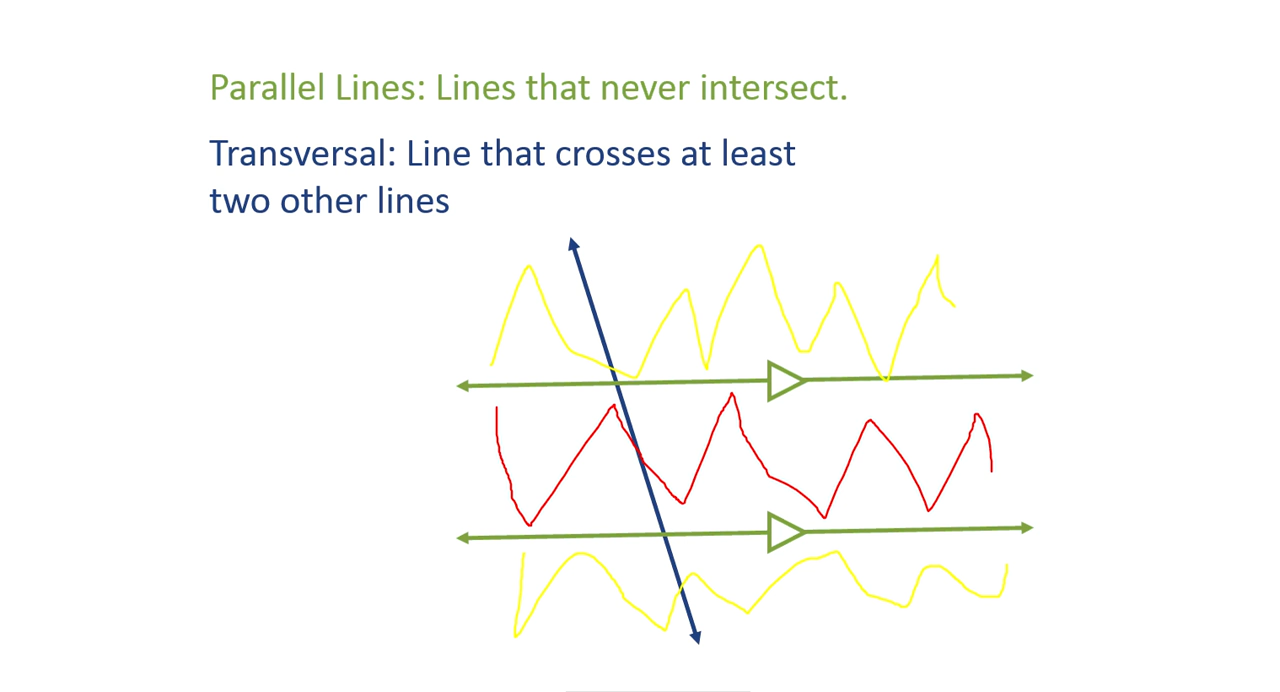 Parallel Lines: Lines that never intersect.
Transversal: Line that crosses at least
two other lines